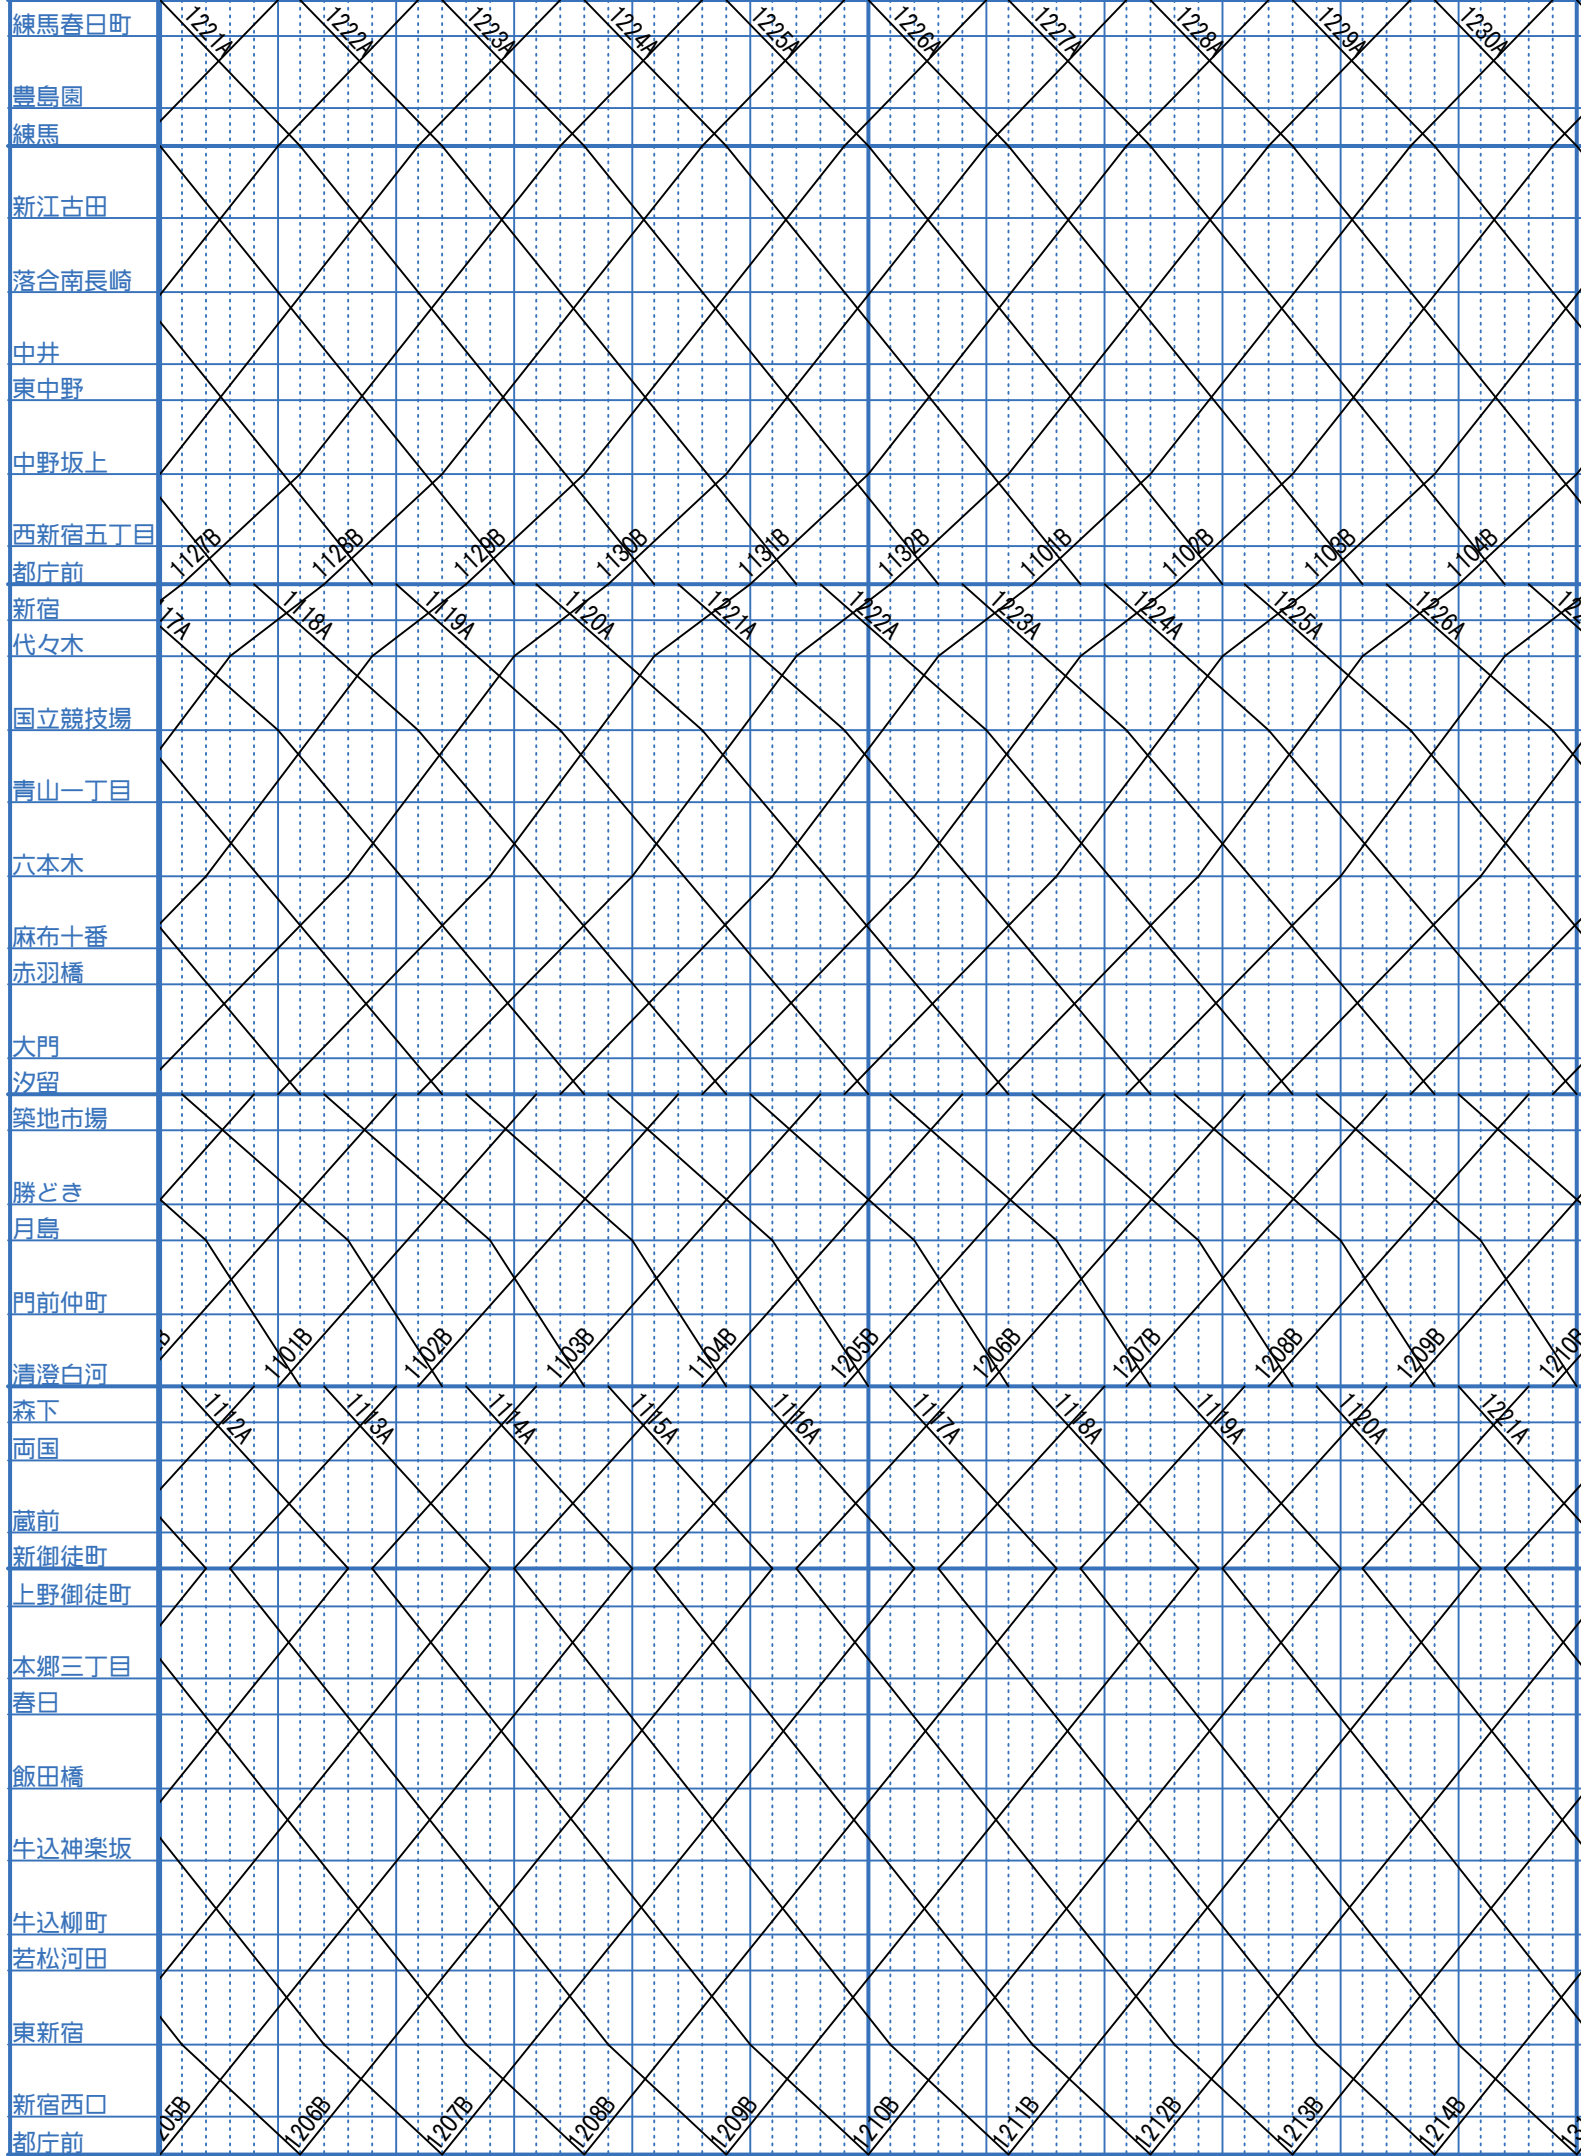 練馬春日町 1221A 1222A 1223A 1224A 1225A 1226A 1227A 1228A 1229A 1230A
豊島園
練馬
新江古田
落合南長崎
中井
東中野
中野坂上
西新宿五丁目 1127B 1128B 1129B 1130B 1131B 1132B 1101B 1102B 1103B 1104B
都庁前
新宿 17A 1118A 1119A 1120A 1221A 1222A 1223A 1224A 1225A 1226A
代々木
国立競技場
青山一丁目
六本木
麻布十番
赤羽橋
大門
汐留
築地市場
勝どき
月島
門前仲町
清澄白河 B 1101B 1102B 1103B 1104B 1205B 1206B 1207B 1208B 1209B 1210B
森下 1112A 1113A 1114A 1115A 1116A 1117A 1118A 1119A 1120A 1221A
両国
蔵前
新御徒町
上野御徒町
本郷三丁目
春日
飯田橋
牛込神楽坂
牛込柳町
若松河田
東新宿
新宿西口 205B 1206B 1207B 1208B 1209B 1210B 1211B 1212B 1213B 1214B
都庁前